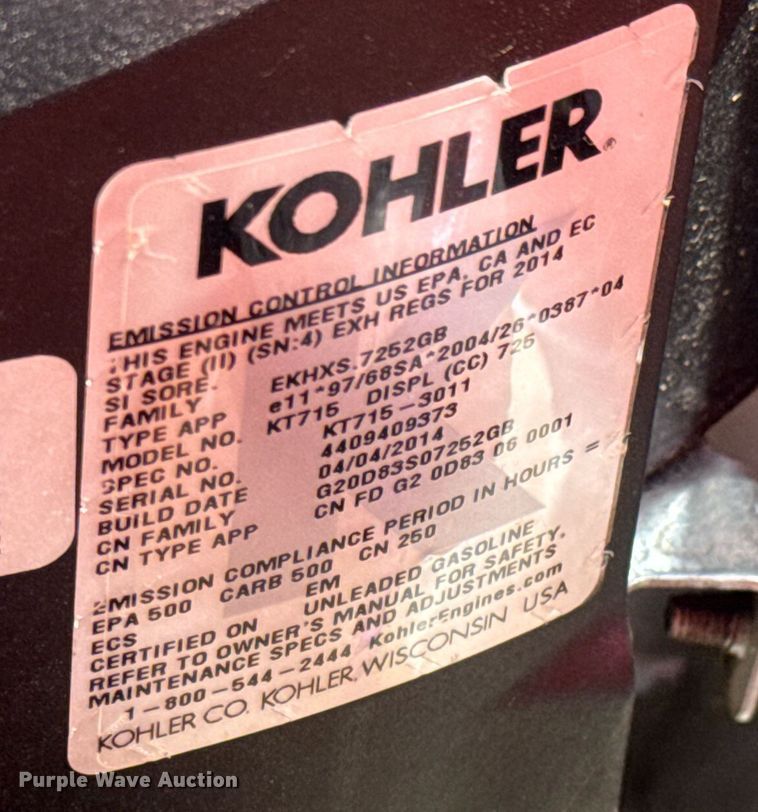 KOHLER®
EMISSION CONTROL INFORMATION
THIS ENGINE MEETS US EPA, CA AND EC
STAGE (II) (SN:4) EXH REGS FOR 2014
SI SORE-
FAMILY EKHXS.7252GB
TYPE APP e11*97/68SA*2004/26*0387*04
MODEL NO. KT715 DISPL (CC) 725
SPEC NO. KT715-3011
SERIAL NO. 4409409373
BUILD DATE 04/04/2014
CN FAMILY G20D83S07252GB
CN TYPE APP CN FD G2 0D83 06 0001
EMISSION COMPLIANCE PERIOD IN HOURS =
EPA 500 CARB 500 CN 250
ECS EM
CERTIFIED ON UNLEADED GASOLINE
REFER TO OWNER'S MANUAL FOR SAFETY,
MAINTENANCE SPECS AND ADJUSTMENTS
1-800-544-2444 KohlerEngines.com
KOHLER CO. KOHLER, WISCONSIN USA
Purple Wave Auction